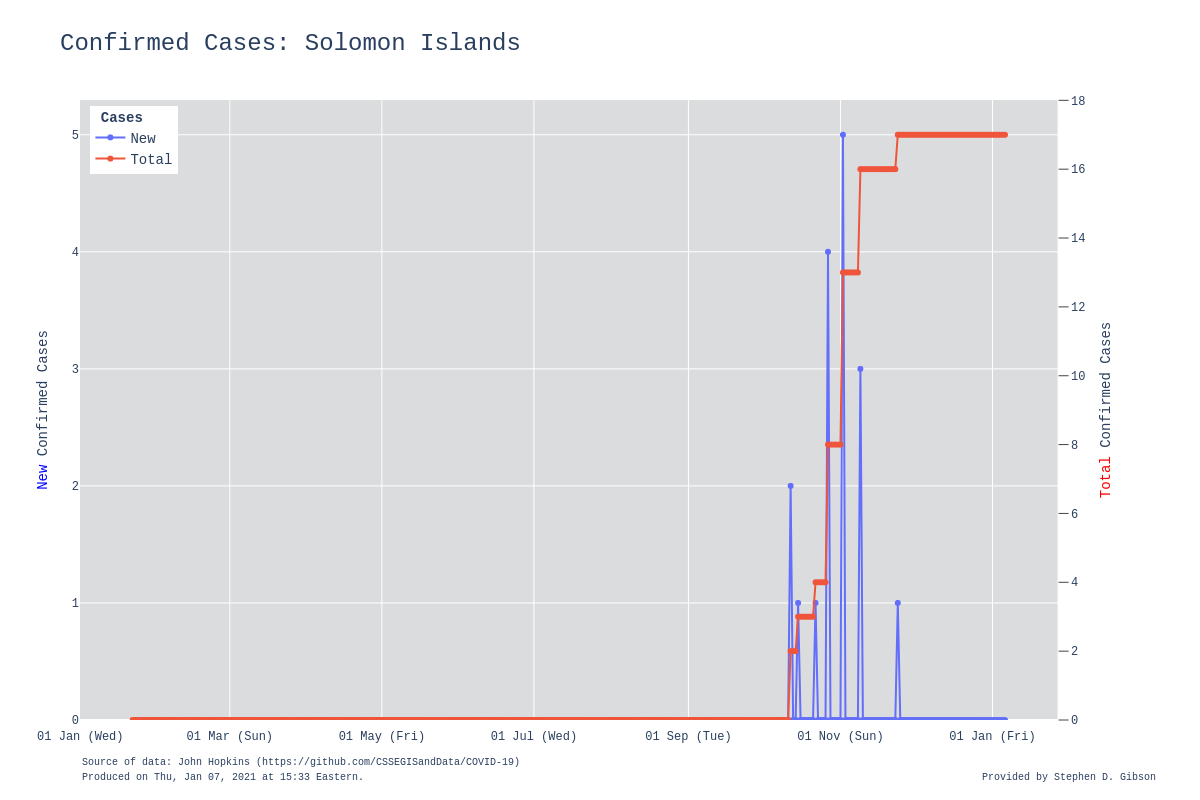 Confirmed Cases: Solomon Islands
Cases
New
Total
5
4
3
2
1
0
New Confirmed Cases
18
16
14
12
10
8
6
4
2
0
Total Confirmed Cases
01 Jan (Wed)
01 Mar (Sun)
01 May (Fri)
01 Jul (Wed)
01 Sep (Tue)
01 Nov (Sun)
01 Jan (Fri)
Source of data: John Hopkins (https://github.com/CSSEGISandData/COVID-19)
Produced on Thu, Jan 07, 2021 at 15:33 Eastern.
Provided by Stephen D. Gibson